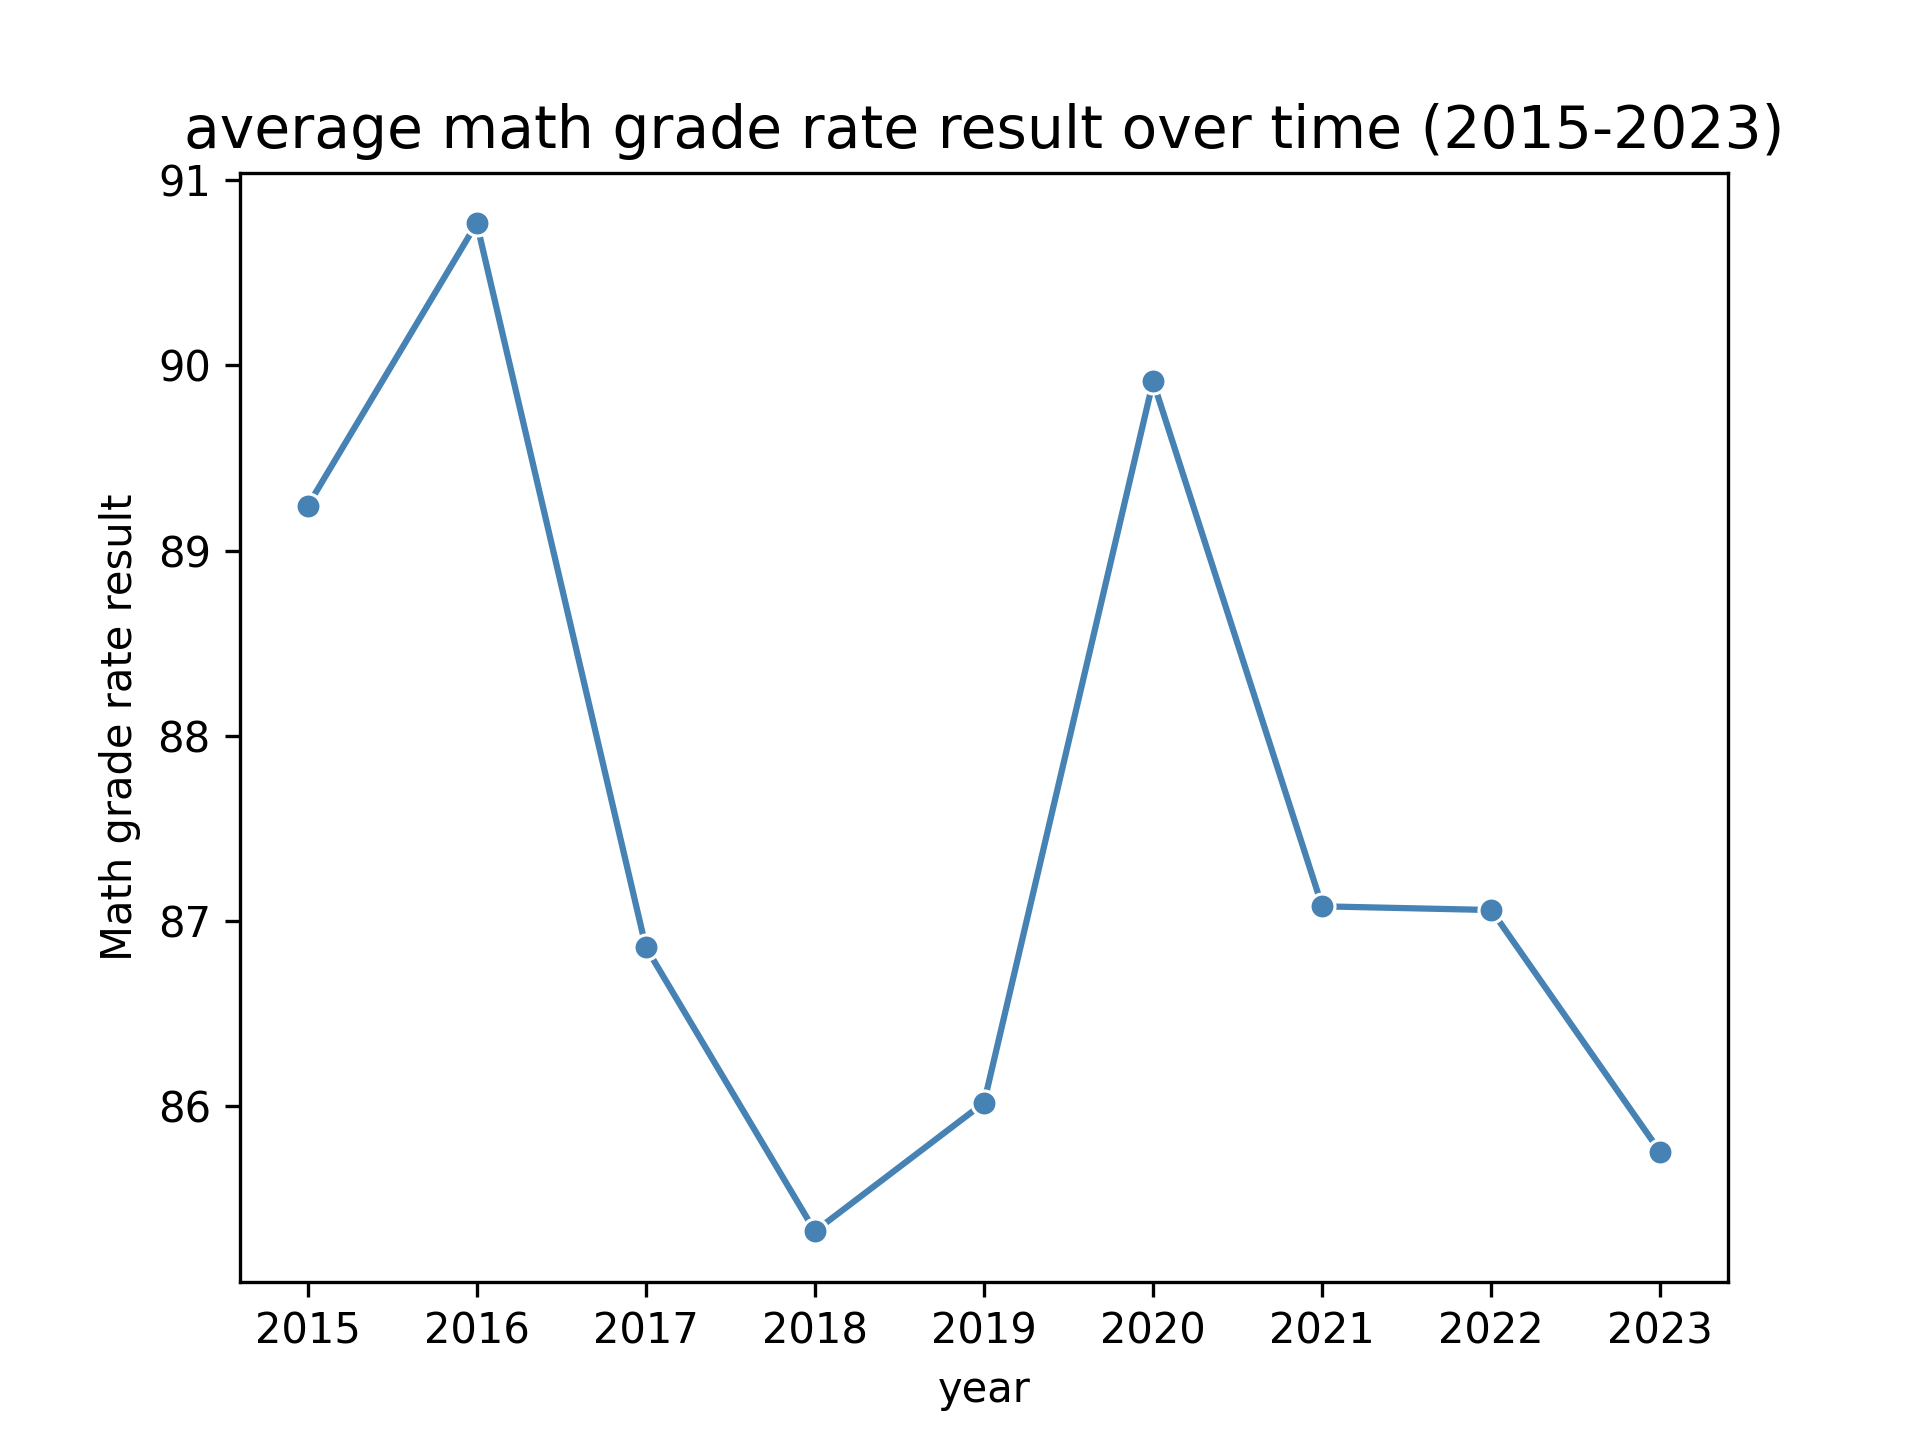 average math grade rate result over time (2015-2023)
91
90
89
88
87
86
Math grade rate result
2015 2016 2017 2018 2019 2020 2021 2022 2023
year